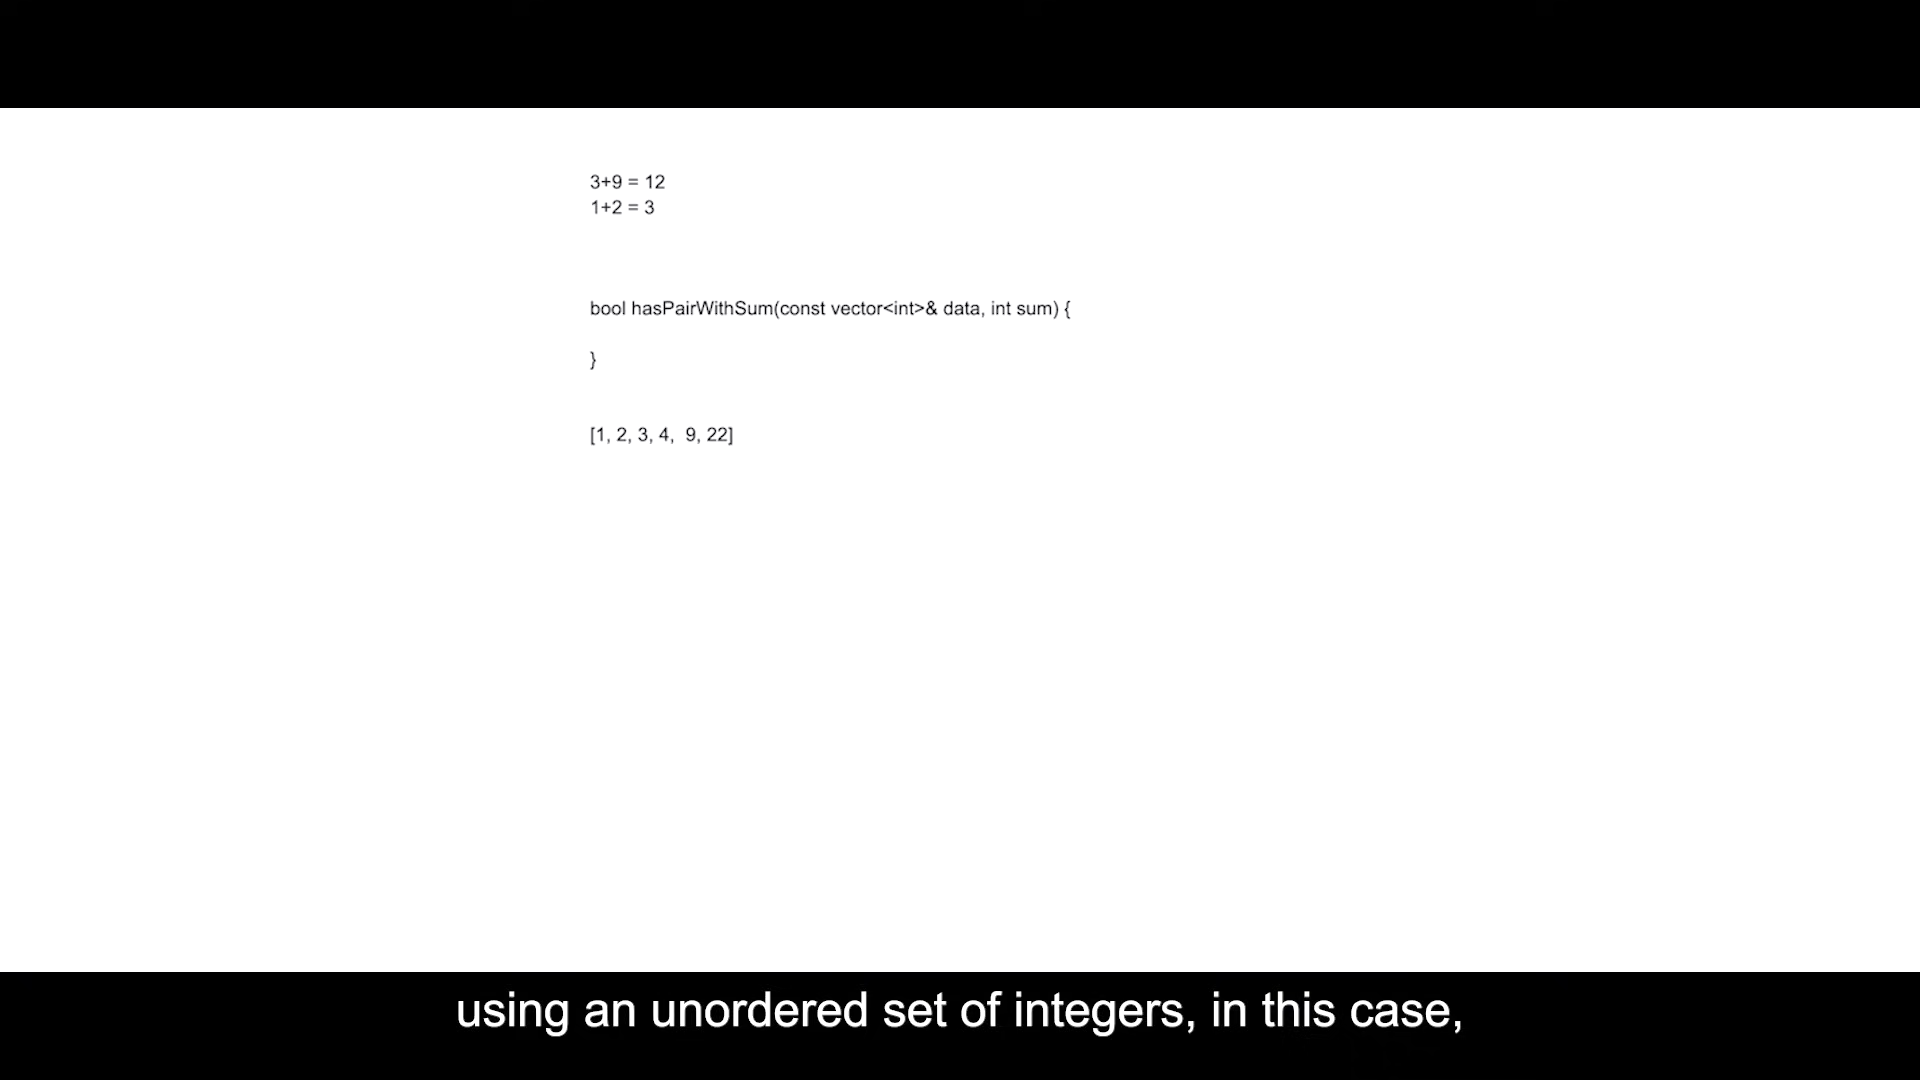 3+9 = 12
1+2 = 3
bool hasPairWithSum(const vector<int>& data, int sum) {
}
[1, 2, 3, 4,  9, 22]
using an unordered set of integers, in this case,